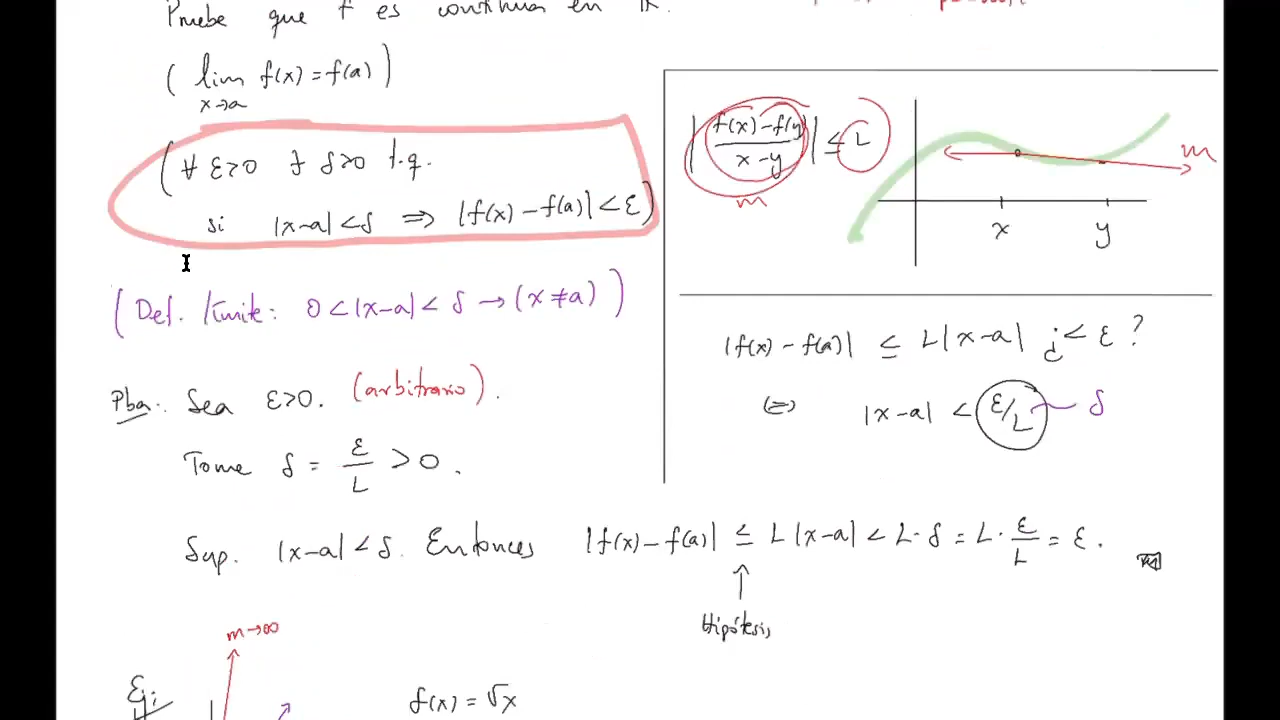 Pruebe que f es continua en ℝ.
( lim f(x) = f(a) )
x→a
( ∀ ε>0 ∃ δ>0 t.q.
si |x-a| < δ ⇒ |f(x) - f(a)| < ε )
( Def. límite: 0 < |x-a| < δ → (x ≠ a) )
Pba. Sea ε>0. (arbitrario).
Tome δ = ε/L > 0.
| f(x) - f(y) / x - y | ≤ L
m
m
x
y
|f(x) - f(a)| ≤ L|x-a| ¿< ε?
⇔ |x-a| < ε/L δ
Sup. |x-a| < δ. Entonces |f(x) - f(a)| ≤ L |x-a| < L·δ = L·ε/L = ε.
Hipótesis
m→∞
Ej:
f(x) = √x